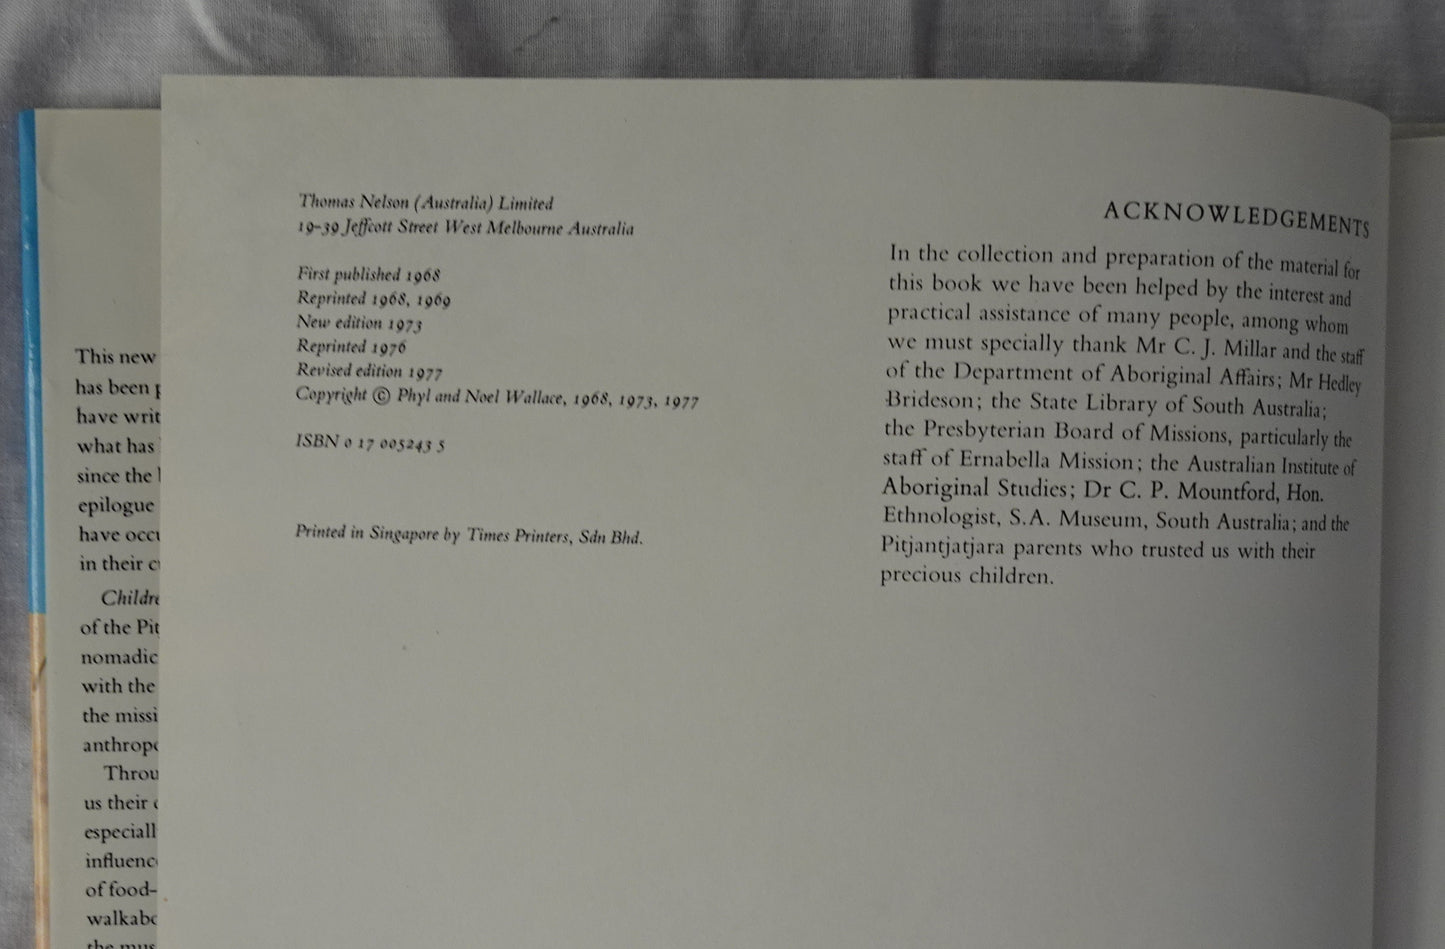 This new
has been
have writ
what has
since the
epilogue
have occu
in their c
Childre
of the Pit
nomadic
with the
the missi
anthropo
Throu
us their
especiall
influenc
of food-
walkabo
the mus
Thomas Nelson (Australia) Limited
19-39 Jeffcott Street West Melbourne Australia
First published 1968
Reprinted 1968, 1969
New edition 1973
Reprinted 1976
Revised edition 1977
Copyright © Phyl and Noel Wallace, 1968, 1973, 1977
ISBN 0 17 005243 5
Printed in Singapore by Times Printers, Sdn Bhd.
ACKNOWLEDGEMENTS
In the collection and preparation of the material for
this book we have been helped by the interest and
practical assistance of many people, among whom
we must specially thank Mr C. J. Millar and the staff
of the Department of Aboriginal Affairs; Mr Hedley
Brideson; the State Library of South Australia;
the Presbyterian Board of Missions, particularly the
staff of Ernabella Mission; the Australian Institute of
Aboriginal Studies; Dr C. P. Mountford, Hon.
Ethnologist, S.A. Museum, South Australia; and the
Pitjantjatjara parents who trusted us with their
precious children.